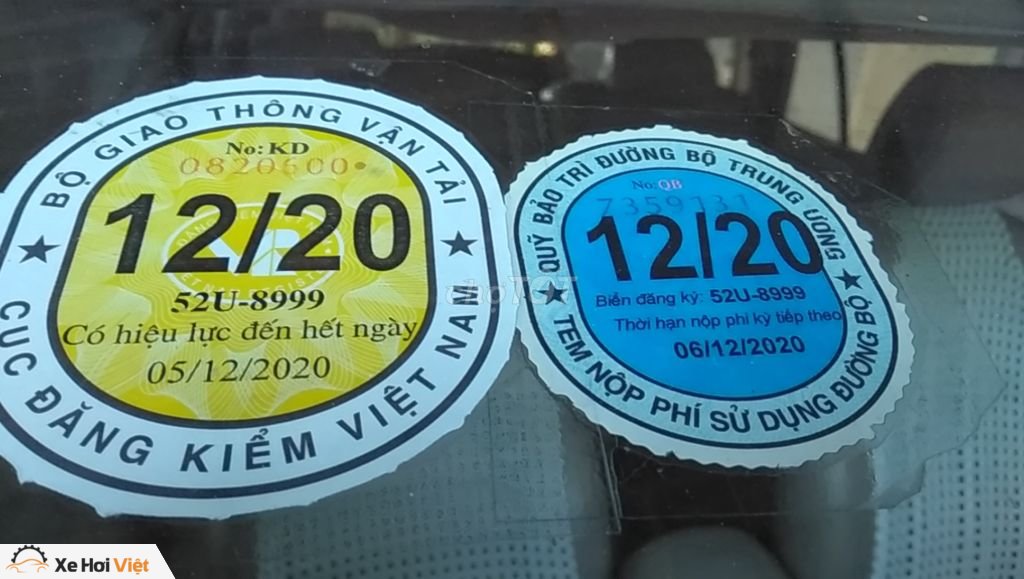 BỘ GIAO THÔNG VẬN TẢI
No: KD
0820600
12/20
52U-8999
Có hiệu lực đến hết ngày
05/12/2020
CỤC ĐĂNG KIỂM VIỆT NAM
QUỸ BẢO TRÌ ĐƯỜNG BỘ TRUNG ƯƠNG
No: QB
7359131
12/20
Biển đăng ký: 52U-8999
Thời hạn nộp phí kỳ tiếp theo
06/12/2020
TEM NỘP PHÍ SỬ DỤNG ĐƯỜNG BỘ
chợTỐT
Xe Hơi Việt